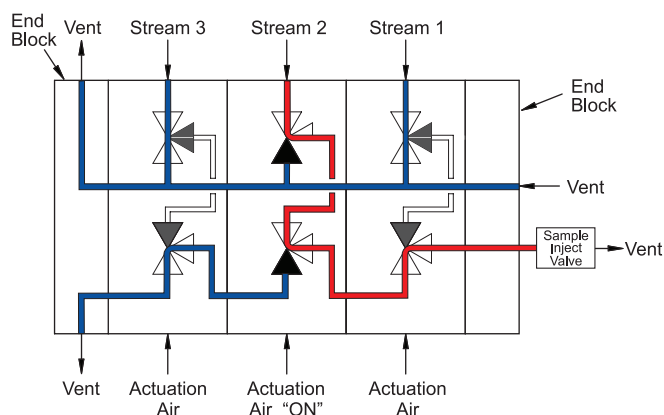 End
Block
Vent
Stream 3
Stream 2
Stream 1
End
Block
Vent
Sample
Inject
Valve
Vent
Vent
Actuation
Air
Actuation
Air "ON"
Actuation
Air